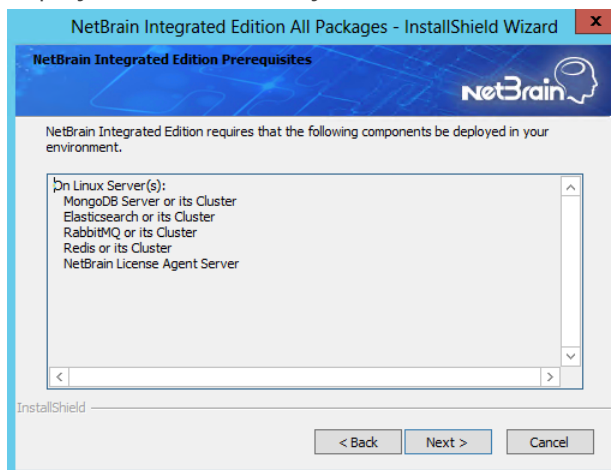 NetBrain Integrated Edition All Packages - InstallShield Wizard
x
NetBrain Integrated Edition Prerequisites
NetBrain
NetBrain Integrated Edition requires that the following components be deployed in your
environment.
On Linux Server(s):
MongoDB Server or its Cluster
Elasticsearch or its Cluster
RabbitMQ or its Cluster
Redis or its Cluster
NetBrain License Agent Server
InstallShield
< Back Next > Cancel